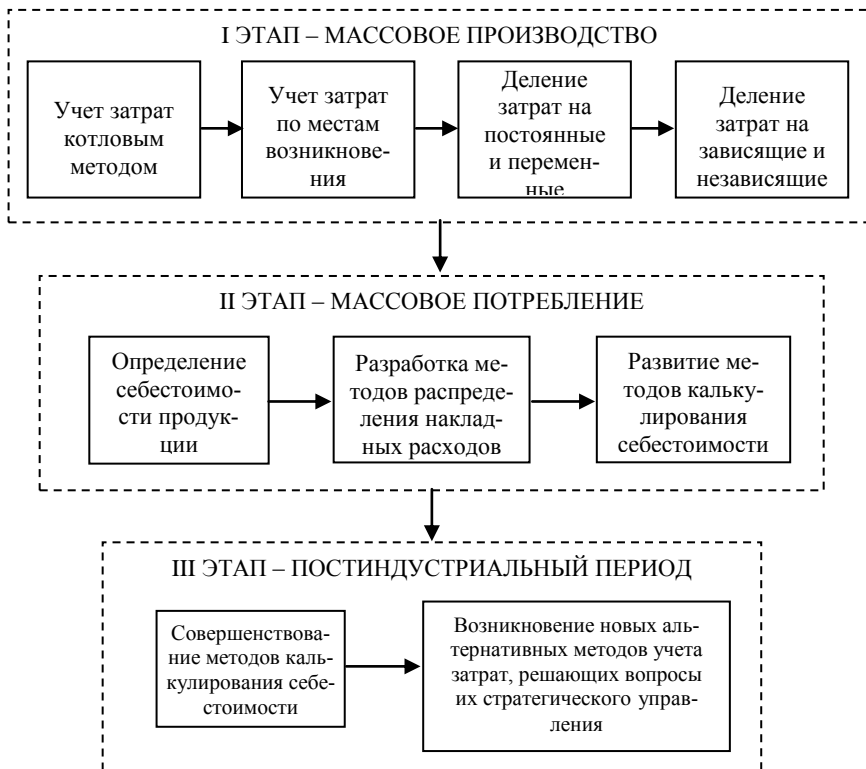 I ЭТАП – МАССОВОЕ ПРОИЗВОДСТВО
Учет затрат
котловым
методом
Учет затрат
по местам
возникнове-
ния
Деление
затрат на
постоянные
и перемен-
ные
Деление
затрат на
зависящие и
независящие
II ЭТАП – МАССОВОЕ ПОТРЕБЛЕНИЕ
Определение
себестоимо-
сти продук-
ции
Разработка ме-
тодов распреде-
ления наклад-
ных расходов
Развитие ме-
тодов кальку-
лирования
себестоимости
III ЭТАП – ПОСТИНДУСТРИАЛЬНЫЙ ПЕРИОД
Совершенствова-
ние методов каль-
кулирования себе-
стоимости
Возникновение новых аль-
тернативных методов учета
затрат, решающих вопросы
их стратегического управ-
ления